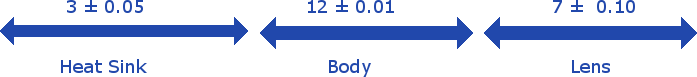 3 ± 0.05 12 ± 0.01 7 ± 0.10
Heat Sink Body Lens